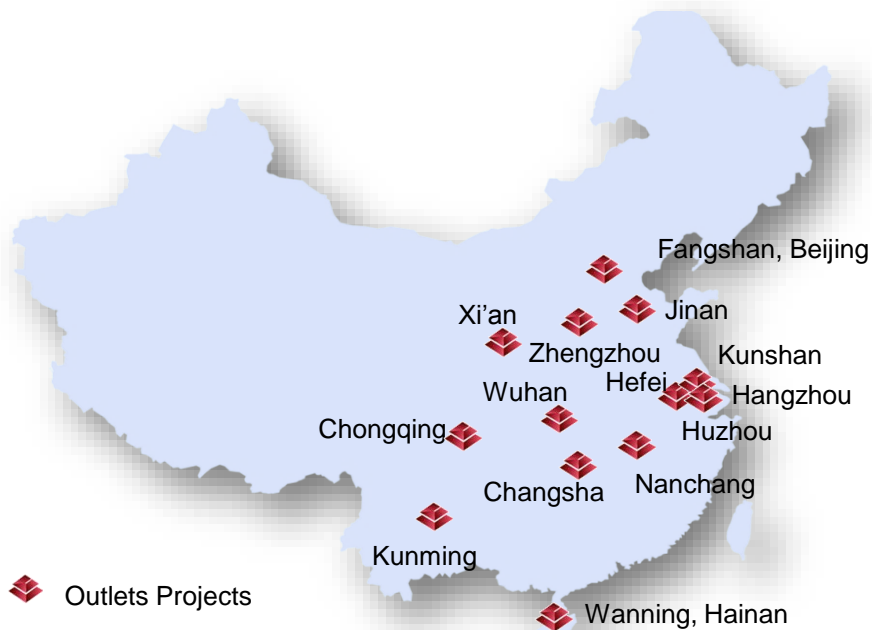 Fangshan, Beijing
Jinan
Xi'an
Zhengzhou
Kunshan
Hefei
Wuhan
Hangzhou
Chongqing
Huzhou
Changsha
Nanchang
Kunming
Outlets Projects
Wanning, Hainan